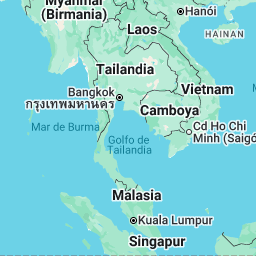 Myanmar
(Birmania)
Hanói
HAINAN
Laos
Tailandia
Bangkok
กรุงเทพมหานคร
Vietnam
Camboya
Mar de Burma
Golfo de
Tailandia
Cd Ho Chi
Minh (Saigó
Malasia
Kuala Lumpur
Singapur